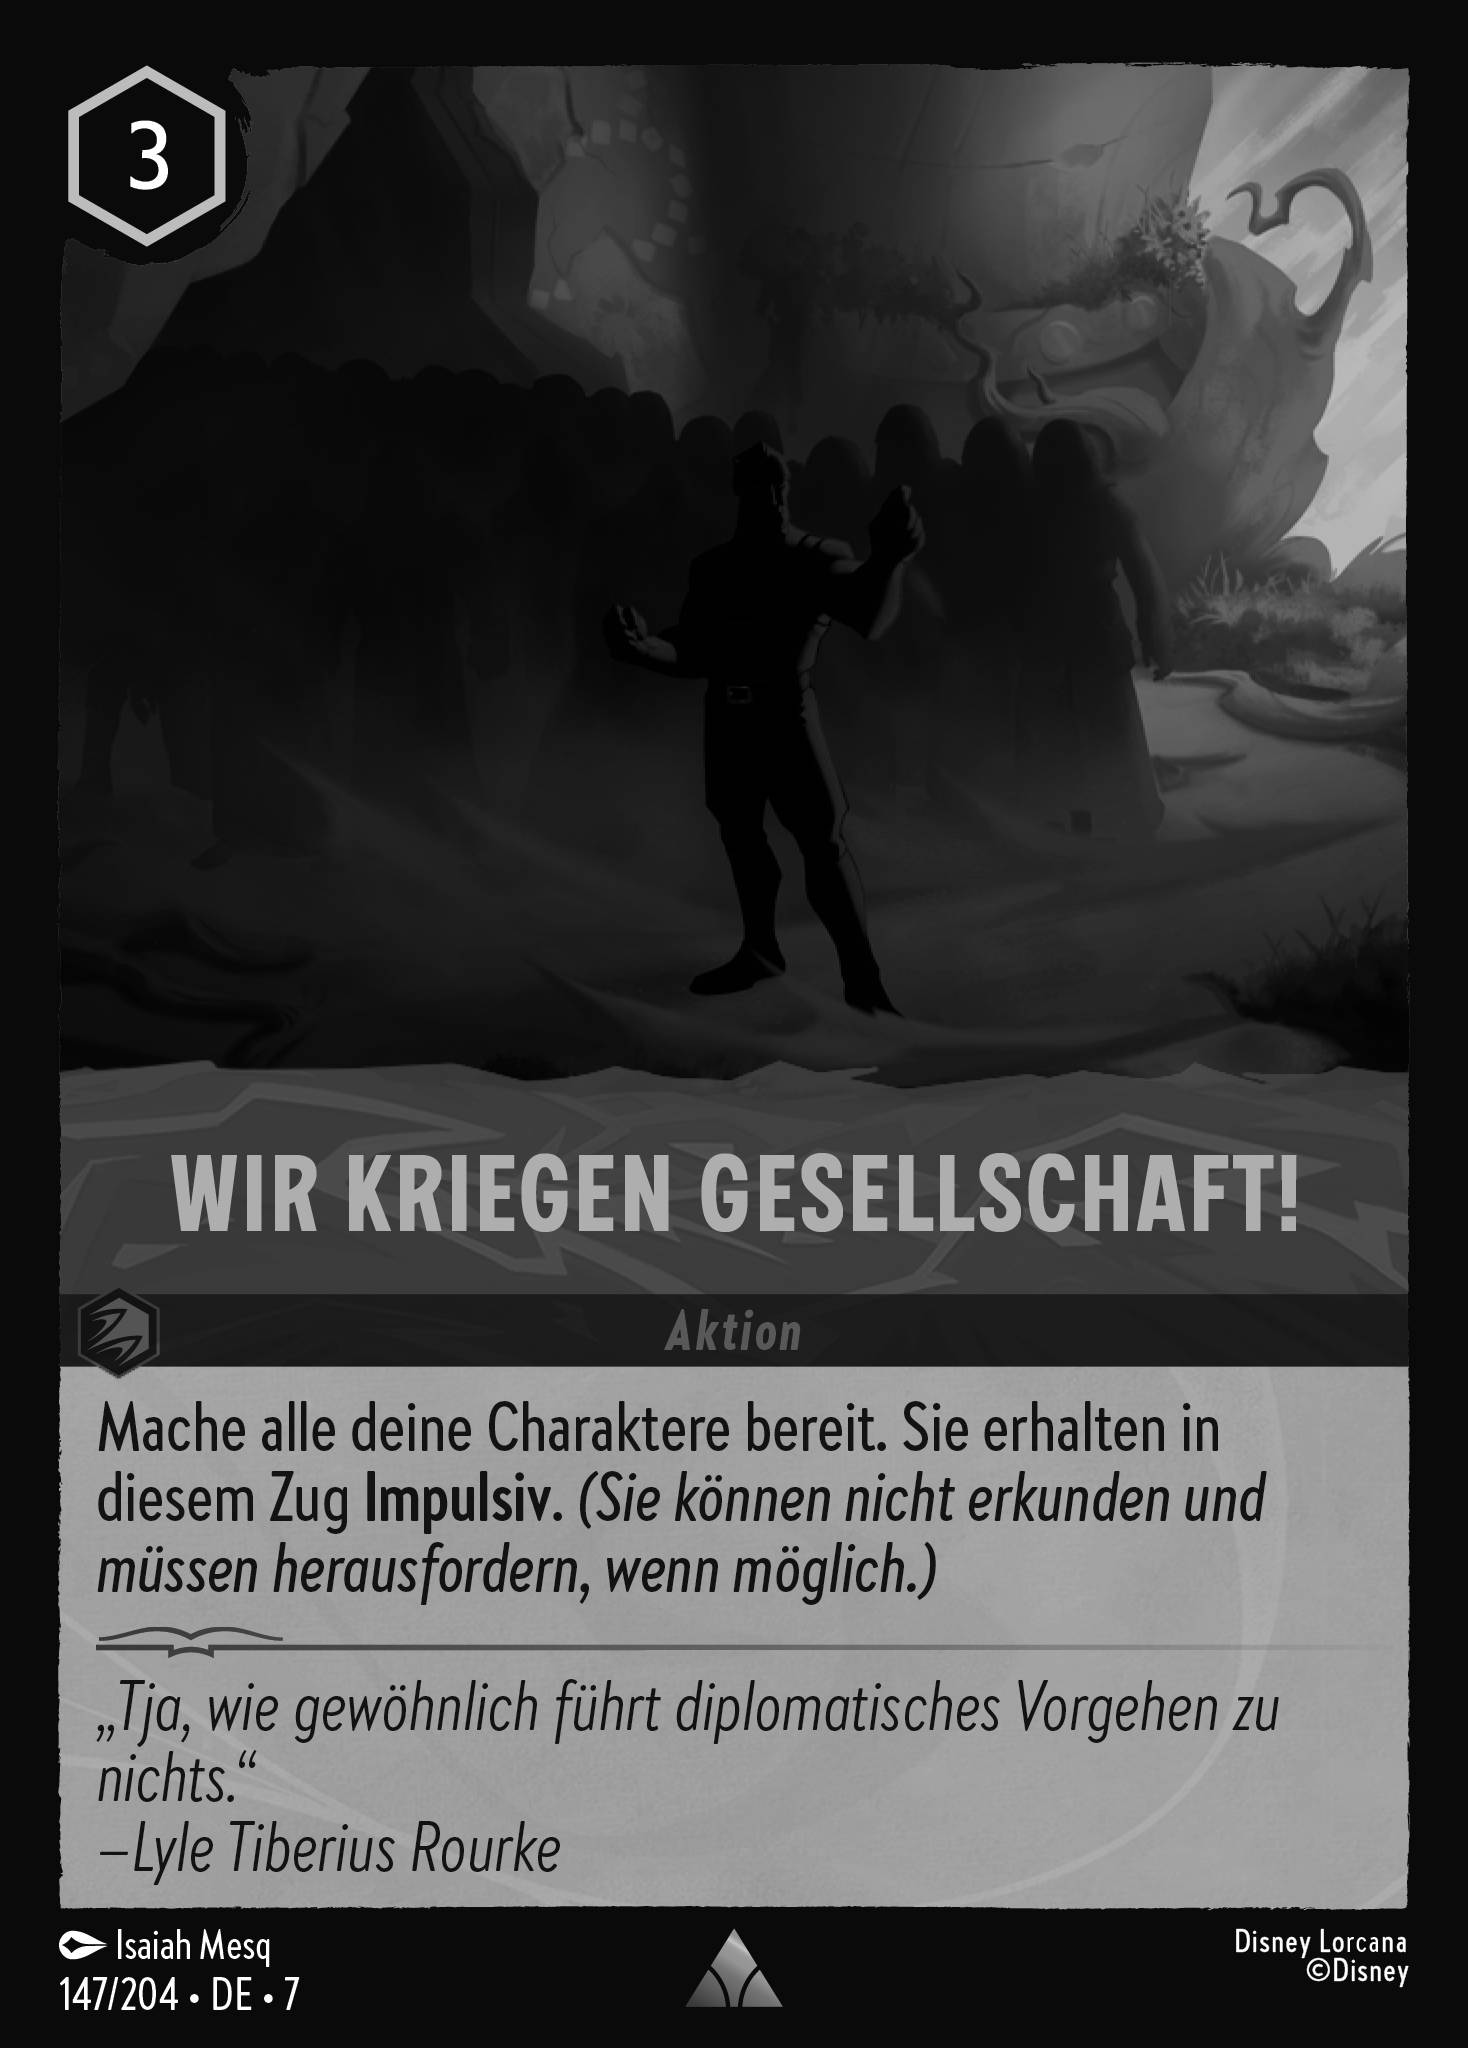 3
WIR KRIEGEN GESELLSCHAFT!
Aktion
Mache alle deine Charaktere bereit. Sie erhalten in
diesem Zug Impulsiv. (Sie können nicht erkunden und
müssen herausfordern, wenn möglich.)
„Tja, wie gewöhnlich führt diplomatisches Vorgehen zu
nichts.“
—Lyle Tiberius Rourke
Isaiah Mesq
147/204 • DE • 7
Disney Lorcana
©Disney